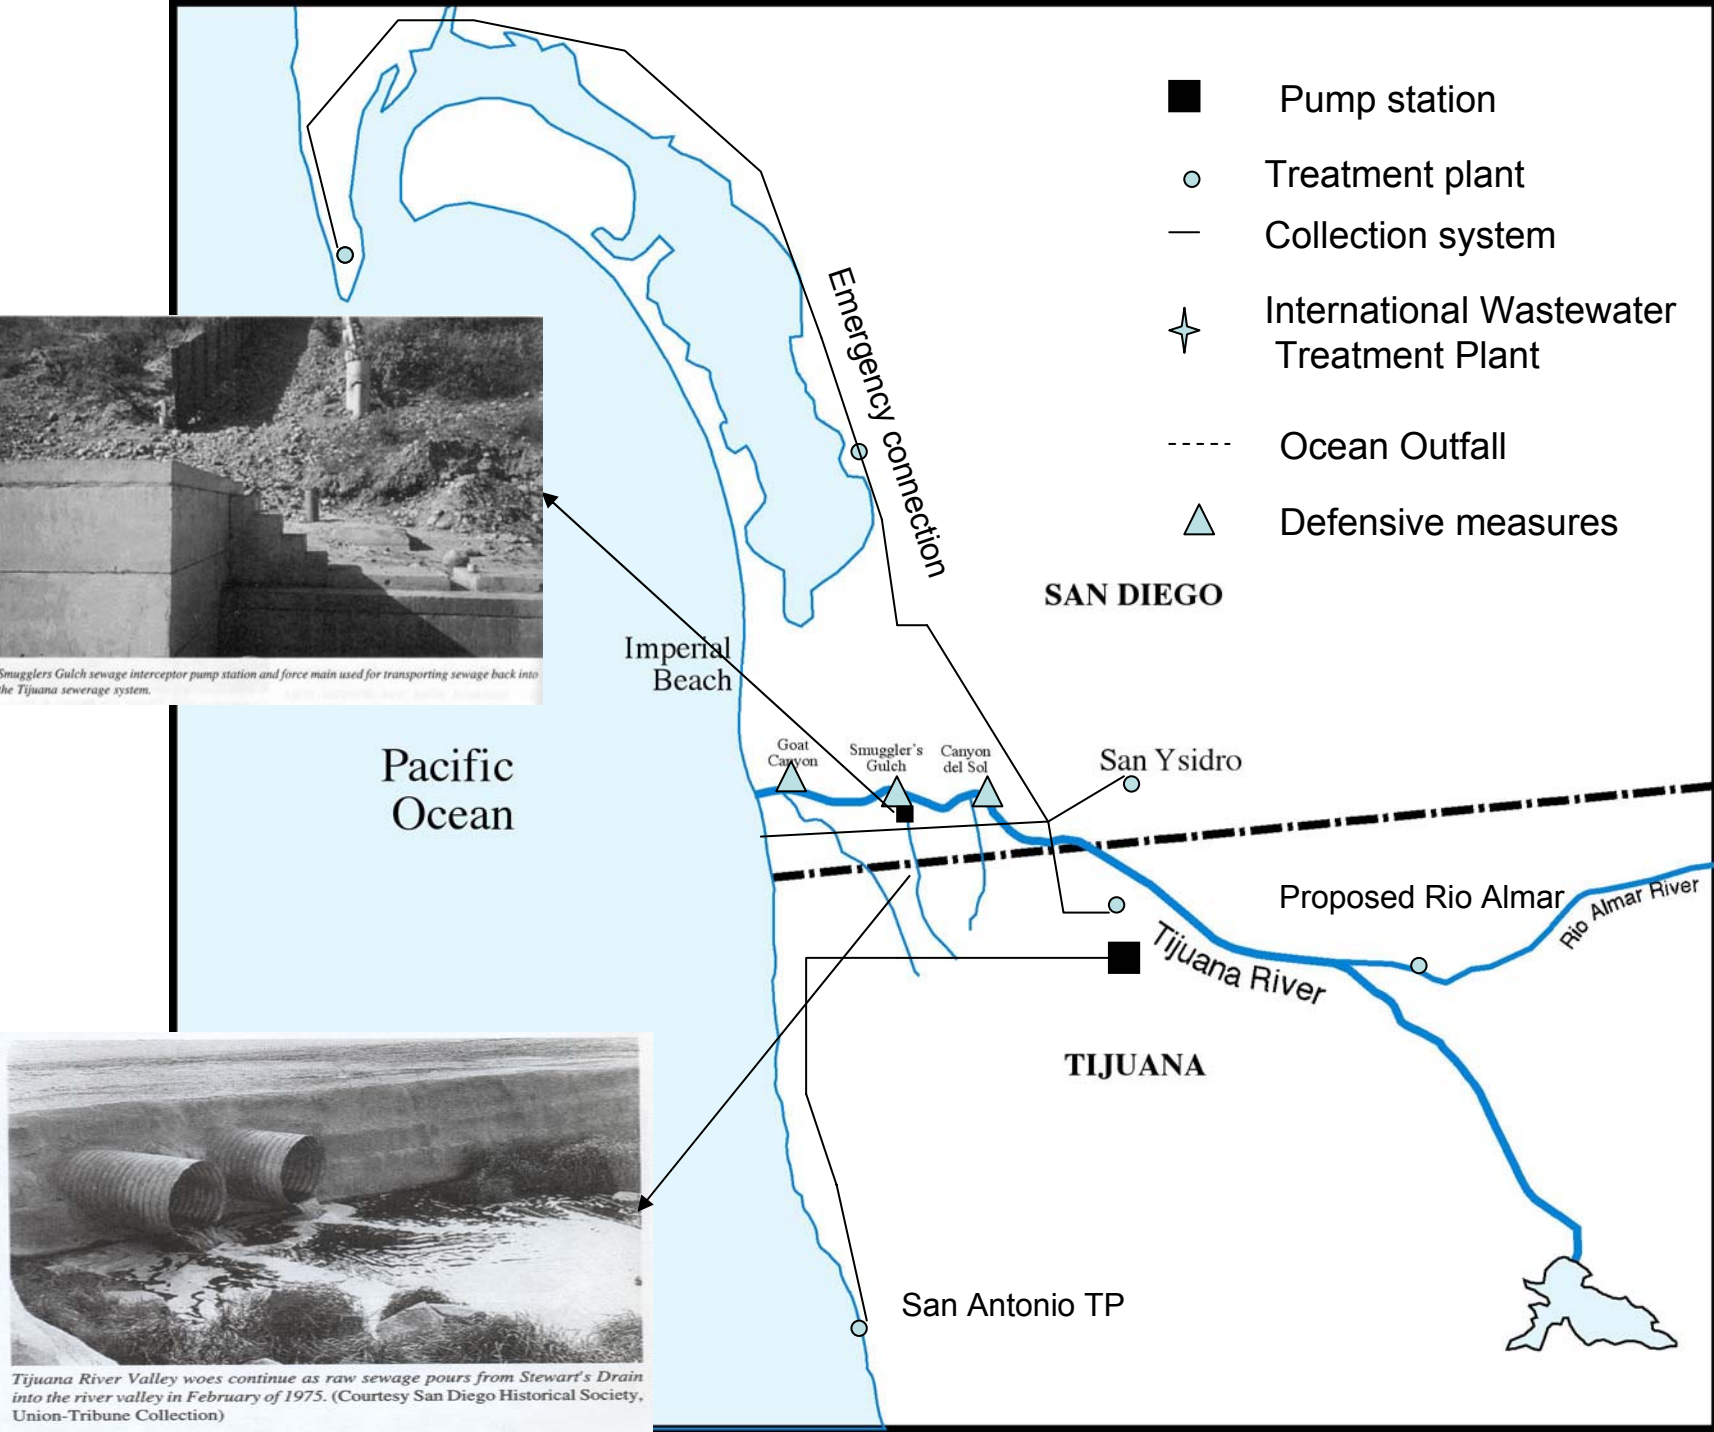 Pump station
Treatment plant
Collection system
International Wastewater
Treatment Plant
Ocean Outfall
Defensive measures
Emergency connection
SAN DIEGO
Imperial
Beach
Smugglers Gulch sewage interceptor pump station and force main used for transporting sewage back into
the Tijuana sewerage system.
Pacific
Ocean
Goat
Canyon
Smuggler's
Gulch
Canyon
del Sol
San Ysidro
Proposed Rio Almar
Rio Almar River
Tijuana River
TIJUANA
San Antonio TP
Tijuana River Valley woes continue as raw sewage pours from Stewart's Drain
into the river valley in February of 1975. (Courtesy San Diego Historical Society,
Union-Tribune Collection)